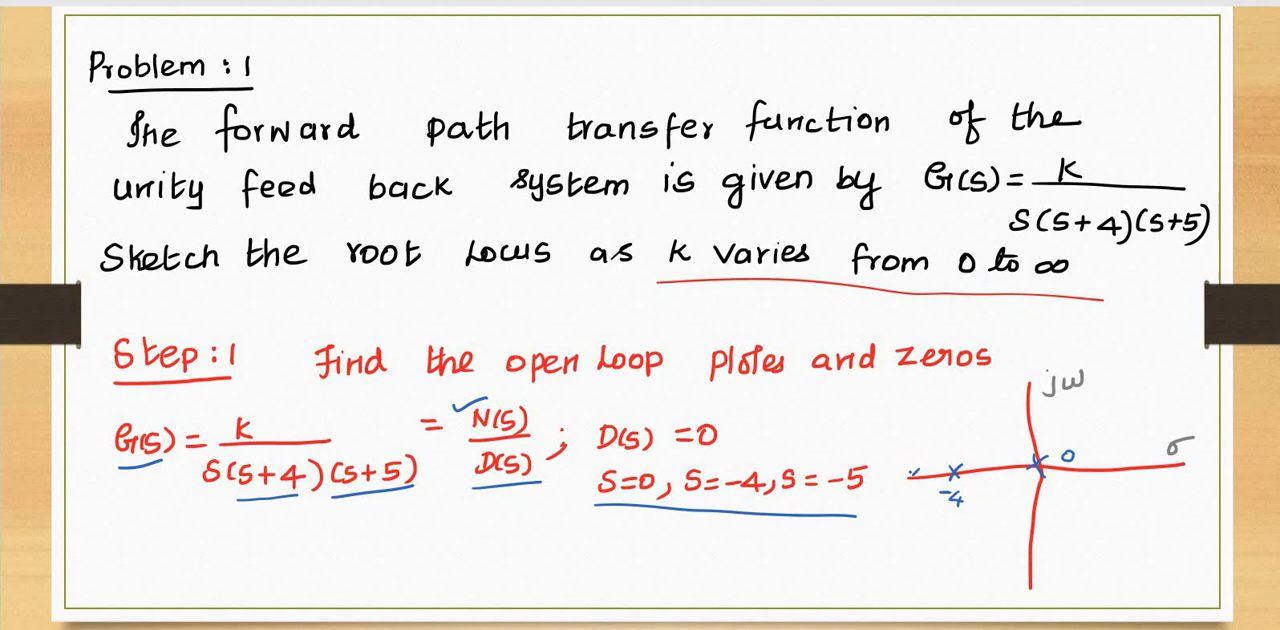 Problem : 1
The forward path transfer function of the
unity feed back system is given by G(s) = K / S(S+4)(S+5)
Sketch the root Locus as K varies from 0 to ∞
Step : 1 Find the open Loop ploles and zeros
G(s) = K / S(S+4)(S+5) = N(S) / D(S) ; D(S) = 0
S=0, S=-4, S=-5
jω
σ
0
-4